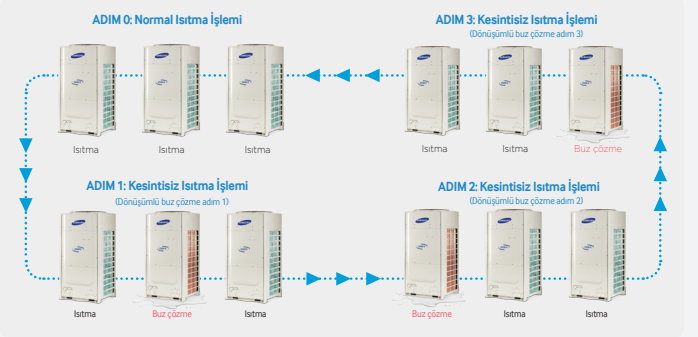 ADIM 0: Normal Isıtma İşlemi
Isıtma
Isıtma
Isıtma
ADIM 3: Kesintisiz Isıtma İşlemi
(Dönüşümlü buz çözme adım 3)
Isıtma
Isıtma
Buz çözme
ADIM 1: Kesintisiz Isıtma İşlemi
(Dönüşümlü buz çözme adım 1)
Isıtma
Buz çözme
Isıtma
ADIM 2: Kesintisiz Isıtma İşlemi
(Dönüşümlü buz çözme adım 2)
Buz çözme
Isıtma
Isıtma